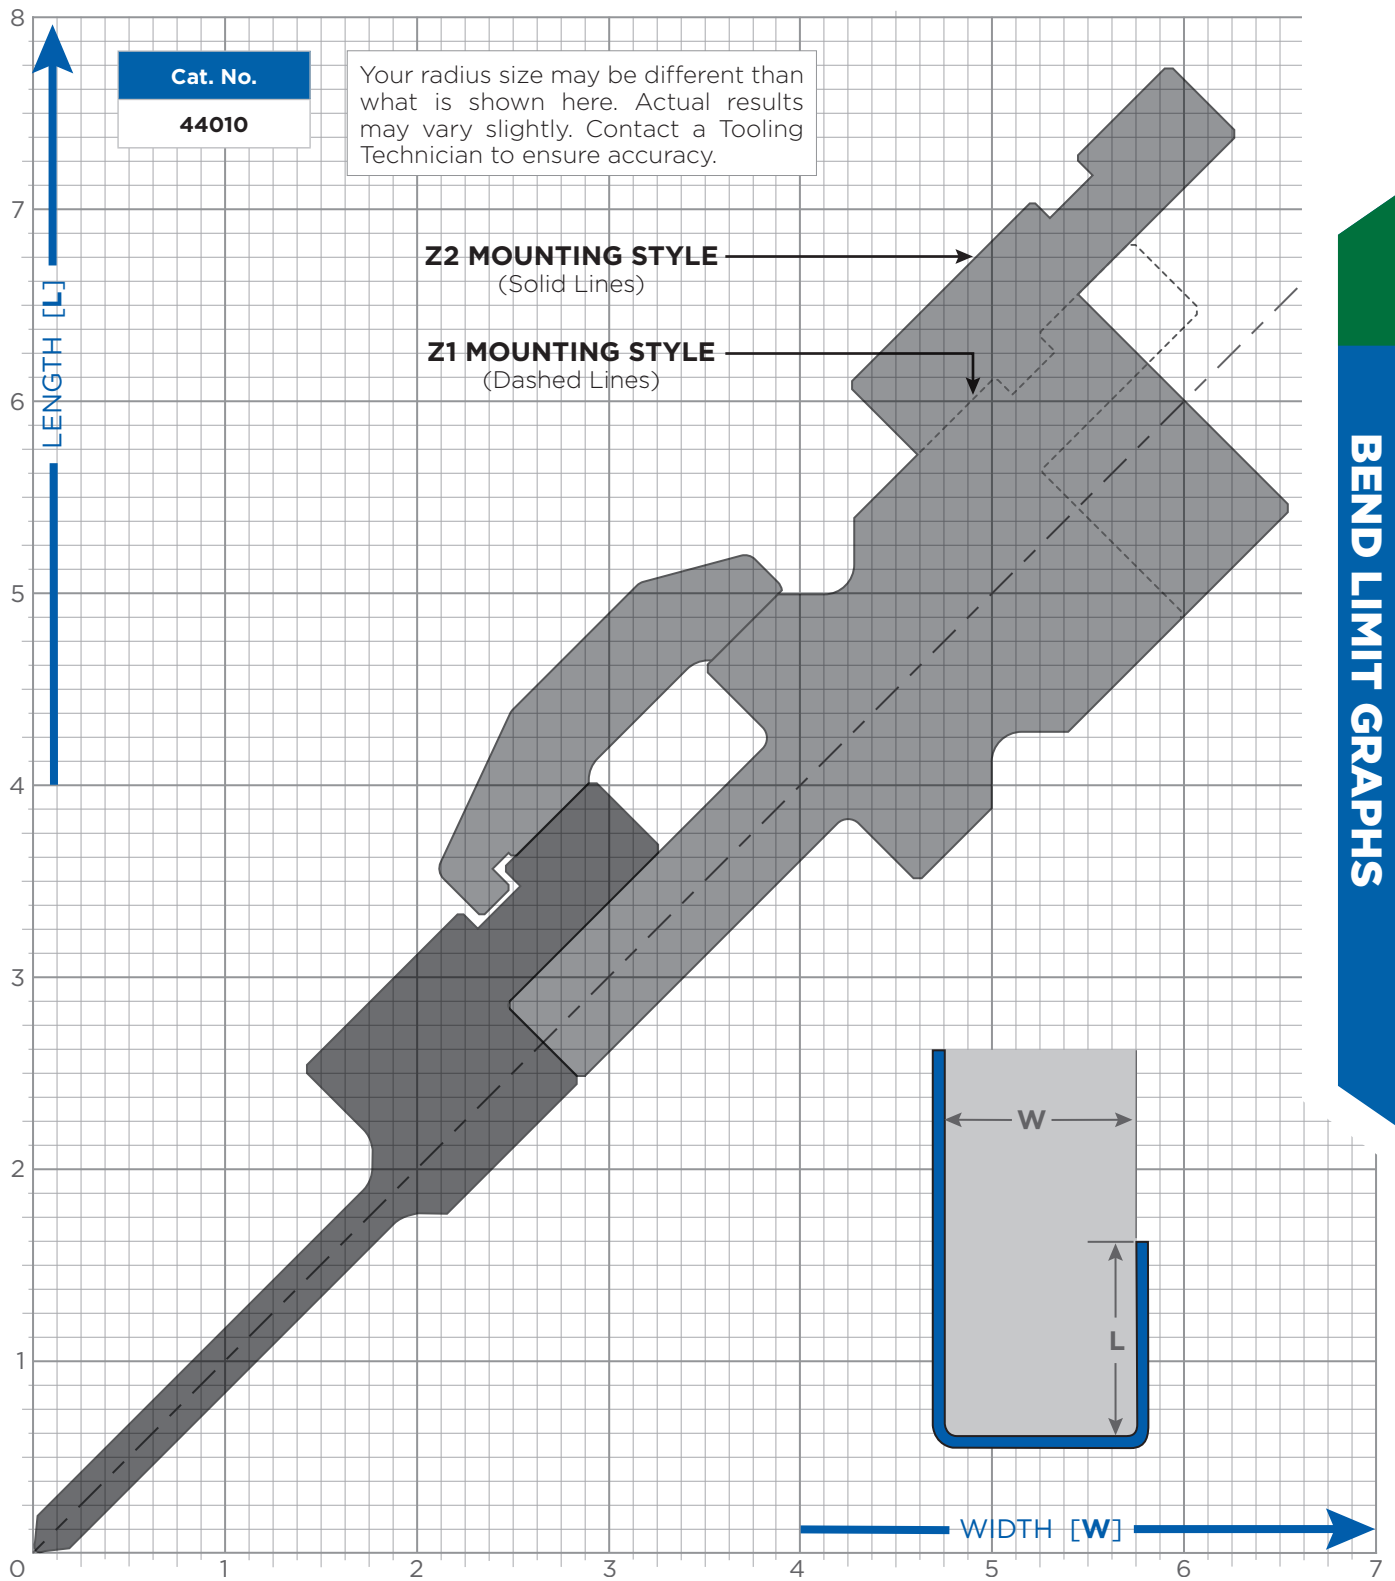 8
Cat. No.
44010
Your radius size may be different than
what is shown here. Actual results
may vary slightly. Contact a Tooling
Technician to ensure accuracy.
7
Z2 MOUNTING STYLE
(Solid Lines)
LENGTH [L]
Z1 MOUNTING STYLE
(Dashed Lines)
6
BEND LIMIT GRAPHS
5
4
3
W
2
L
1
WIDTH [W]
0
1
2
3
4
5
6
7